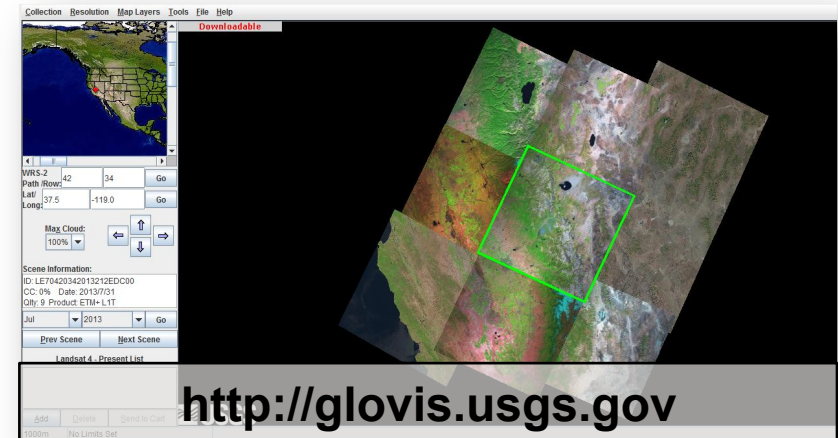 Collection Resolution Map Layers Tools File Help
Downloadable
WRS-2
Path /Row: 42 34 Go
Lat/
Long: 37.5 -119.0 Go
Max Cloud:
100%
Scene Information:
ID: LE70420342013212EDC00
CC: 0% Date: 2013/7/31
Qlty: 9 Product: ETM+ L1T
Jul 2013 Go
Prev Scene Next Scene
Landsat 4 - Present List
http://glovis.usgs.gov
Add Delete Send to Cart USGS
1000m No Limits Set